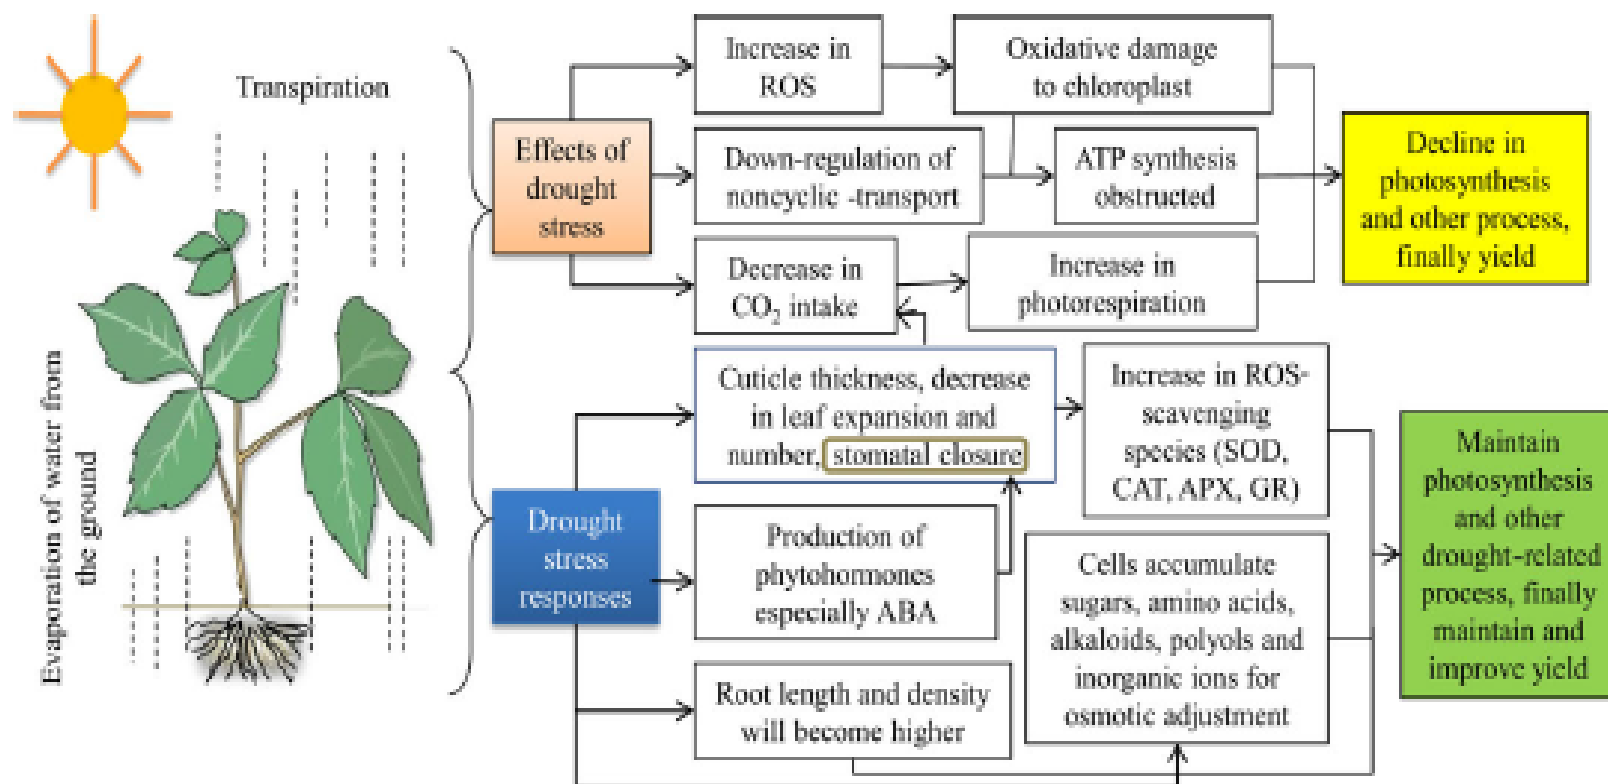 Transpiration
Evaporation of water from
the ground
Effects of
drought
stress
Increase in
ROS
Oxidative damage
to chloroplast
Down-regulation of
noncyclic -transport
ATP synthesis
obstructed
Decrease in
CO₂ intake
Increase in
photorespiration
Decline in
photosynthesis
and other process,
finally yield
Drought
stress
responses
Cuticle thickness, decrease
in leaf expansion and
number, stomatal closure
Increase in ROS-
scavenging
species (SOD,
CAT, APX, GR)
Production of
phytohormones
especially ABA
Cells accumulate
sugars, amino acids,
alkaloids, polyols and
inorganic ions for
osmotic adjustment
Root length and density
will become higher
Maintain
photosynthesis
and other
drought-related
process, finally
maintain and
improve yield